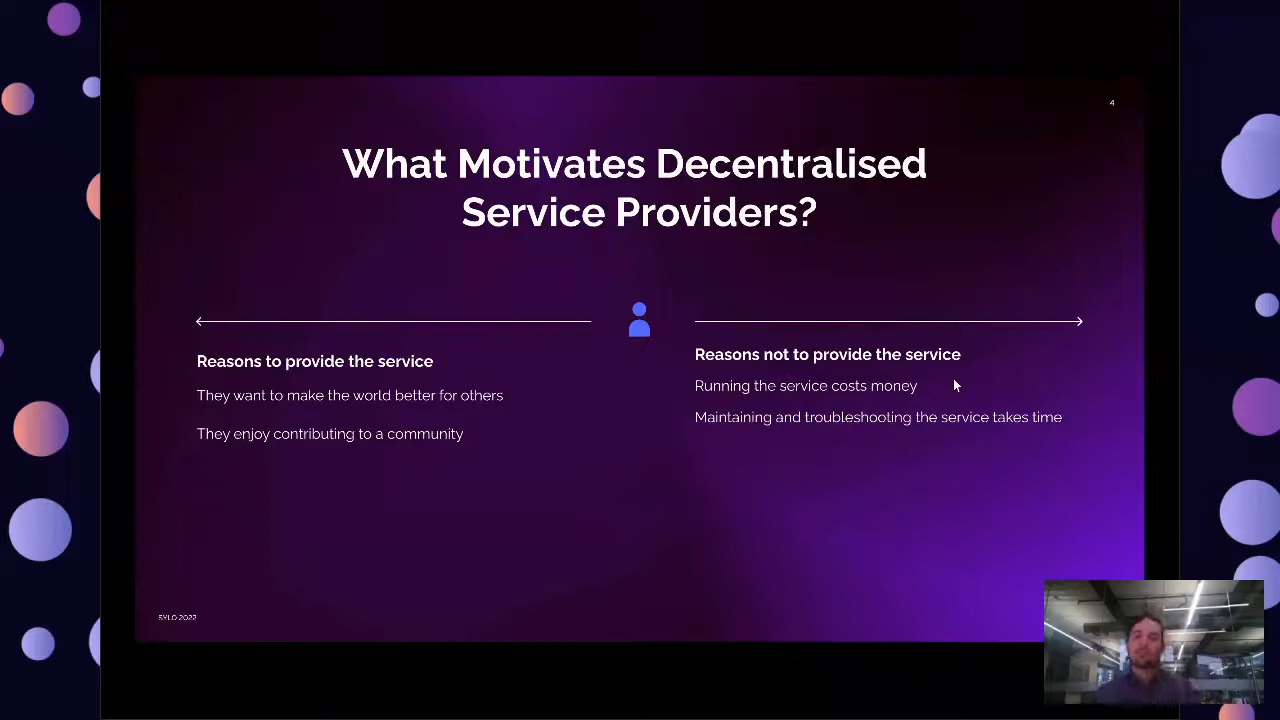 4
What Motivates Decentralised
Service Providers?
Reasons to provide the service
They want to make the world better for others
They enjoy contributing to a community
Reasons not to provide the service
Running the service costs money
Maintaining and troubleshooting the service takes time
SYLO 2022